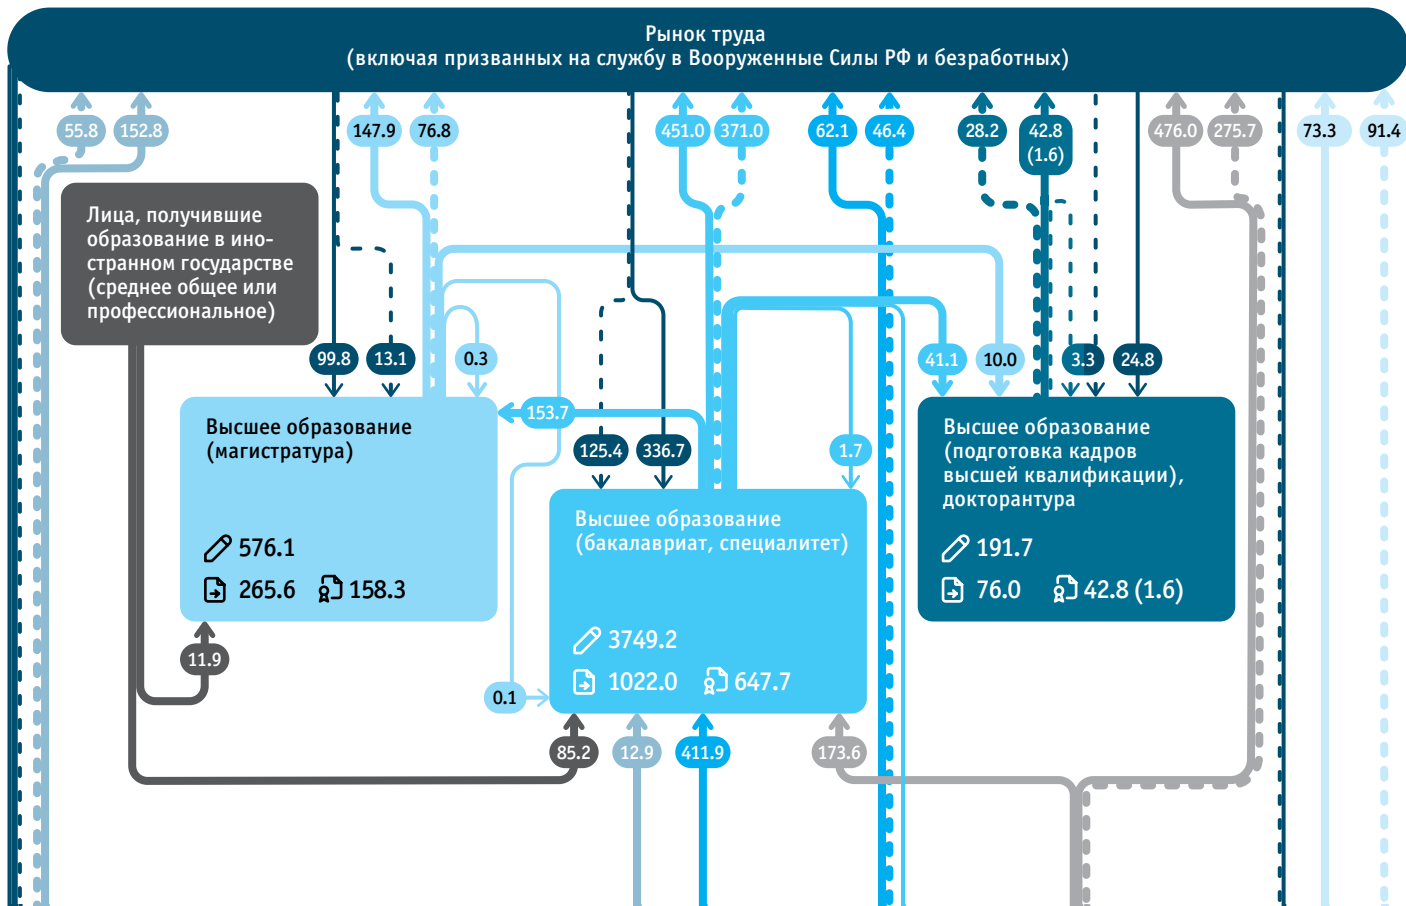 Рынок труда
(включая призванных на службу в Вооруженные Силы РФ и безработных)
55.8
152.8
147.9
76.8
451.0
371.0
62.1
46.4
28.2
42.8
(1.6)
476.0
275.7
73.3
91.4
Лица, получившие
образование в ино-
странном государстве
(среднее общее или
профессиональное)
99.8
13.1
0.3
41.1
10.0
3.3
24.8
153.7
125.4
336.7
1.7
Высшее образование
(магистратура)
576.1
265.6
158.3
Высшее образование
(бакалавриат, специалитет)
3749.2
1022.0
647.7
Высшее образование
(подготовка кадров
высшей квалификации),
докторантура
191.7
76.0
42.8 (1.6)
11.9
0.1
85.2
12.9
411.9
173.6